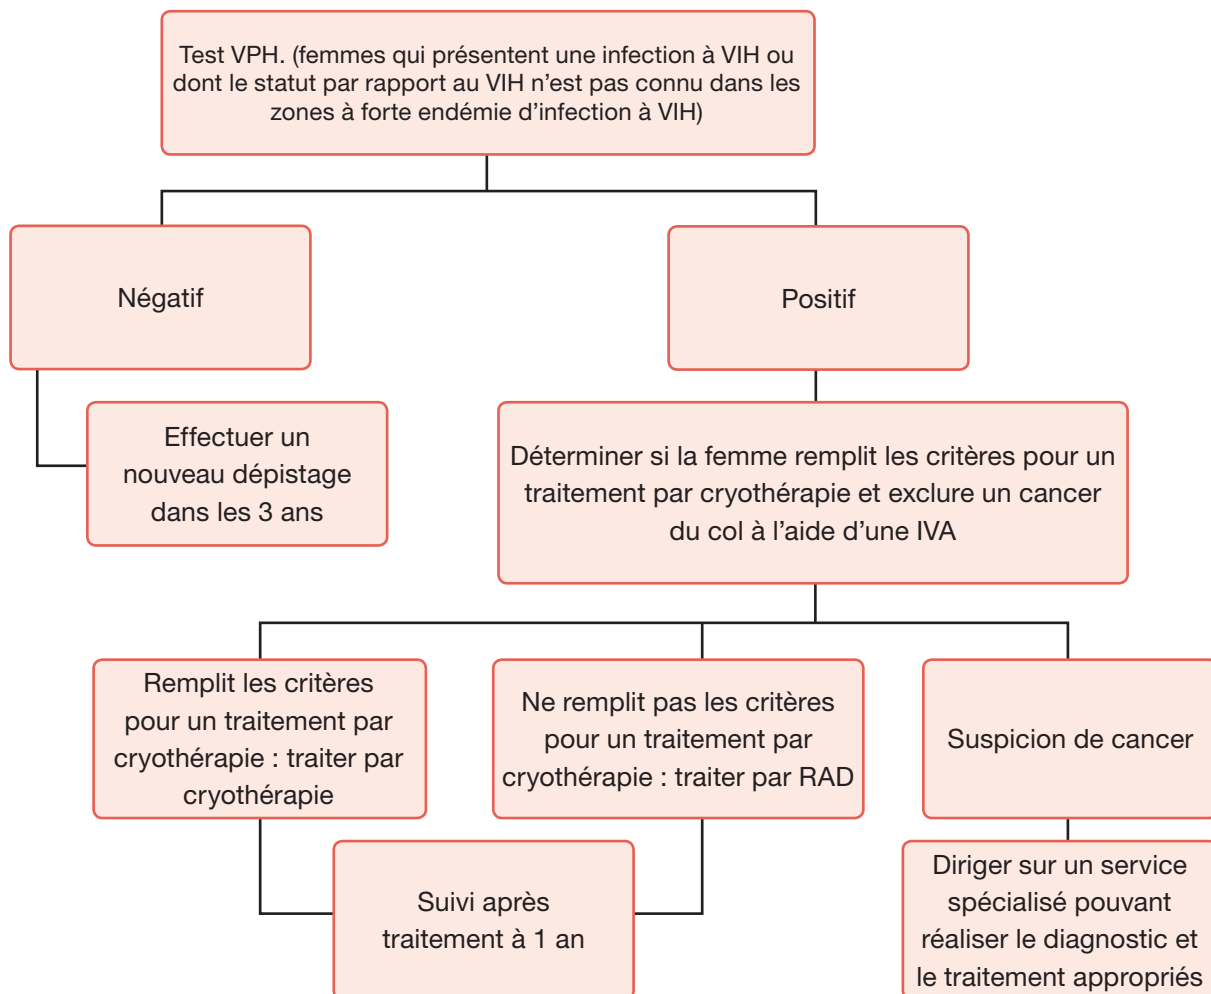 Test VPH. (femmes qui présentent une infection à VIH ou
dont le statut par rapport au VIH n’est pas connu dans les
zones à forte endémie d’infection à VIH)
Négatif
Positif
Effectuer un
nouveau dépistage
dans les 3 ans
Déterminer si la femme remplit les critères pour un
traitement par cryothérapie et exclure un cancer
du col à l’aide d’une IVA
Remplit les critères
pour un traitement par
cryothérapie : traiter par
cryothérapie
Ne remplit pas les critères
pour un traitement par
cryothérapie : traiter par RAD
Suspicion de cancer
Suivi après
traitement à 1 an
Diriger sur un service
spécialisé pouvant
réaliser le diagnostic et
le traitement appropriés